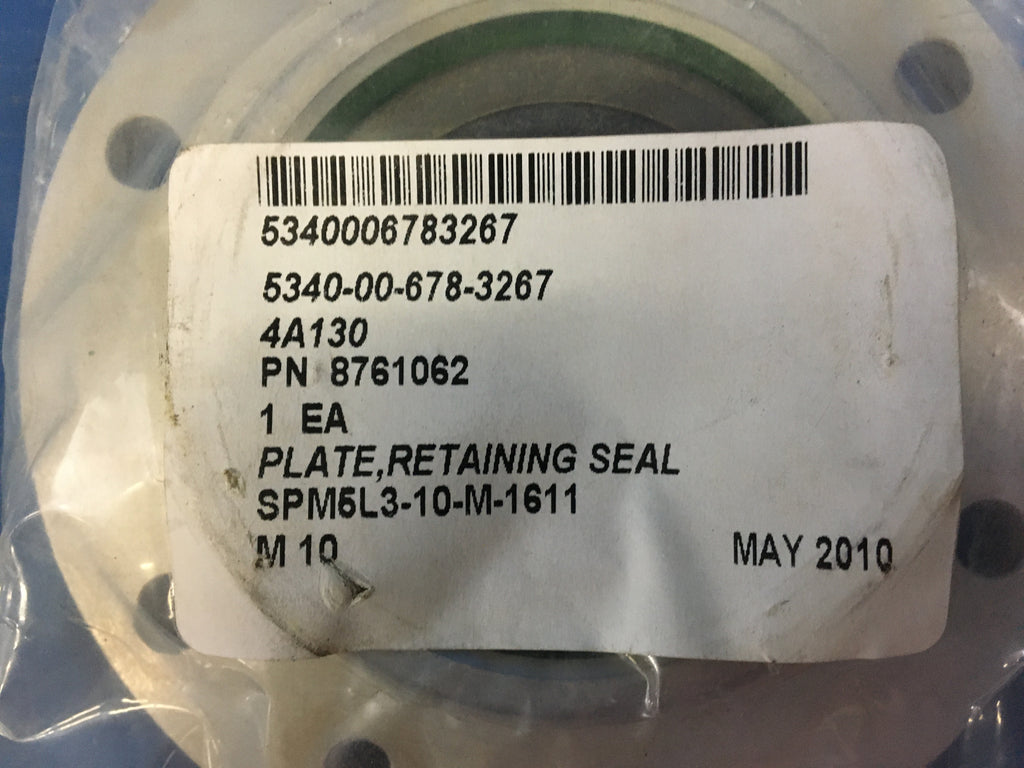 5340006783267
5340-00-678-3267
4A130
PN 8761062
1 EA
PLATE,RETAINING SEAL
SPM5L3-10-M-1611
M 10 MAY 2010